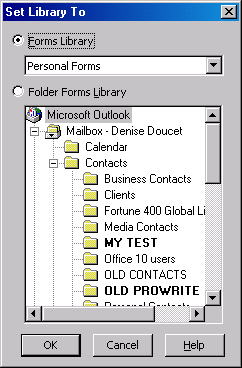 Set Library To
Forms Library
Personal Forms
Folder Forms Library
Microsoft Outlook
Mailbox - Denise Doucet
Calendar
Contacts
Business Contacts
Clients
Fortune 400 Global Li
Media Contacts
MY TEST
Office 10 users
OLD CONTACTS
OLD PROWRITE
Personal Contacts
OK
Cancel
Help